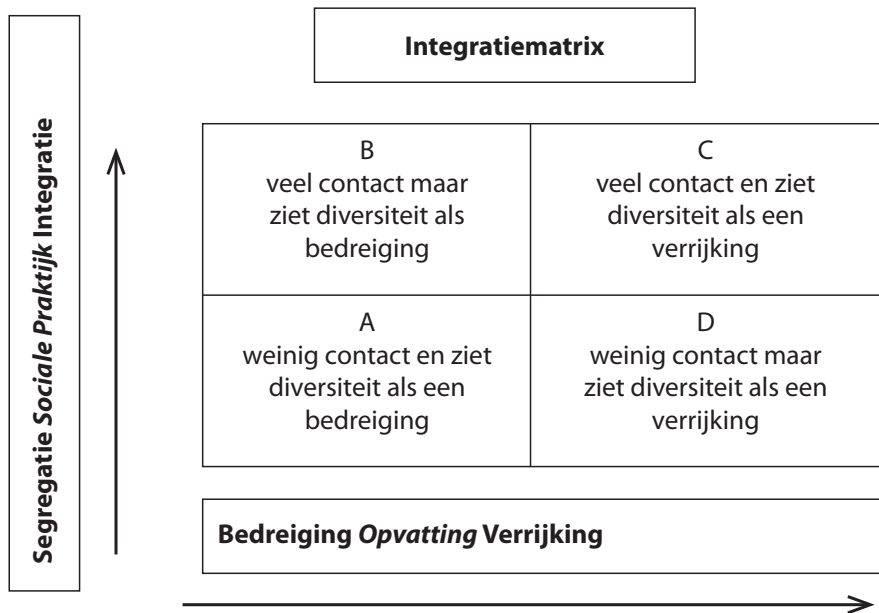 Integratiematrix
Segregatie Sociale Praktijk Integratie
B
veel contact maar
ziet diversiteit als
bedreiging
C
veel contact en ziet
diversiteit als een
verrijking
A
weinig contact en ziet
diversiteit als een
bedreiging
D
weinig contact maar
ziet diversiteit als een
verrijking
Bedreiging Opvatting Verrijking